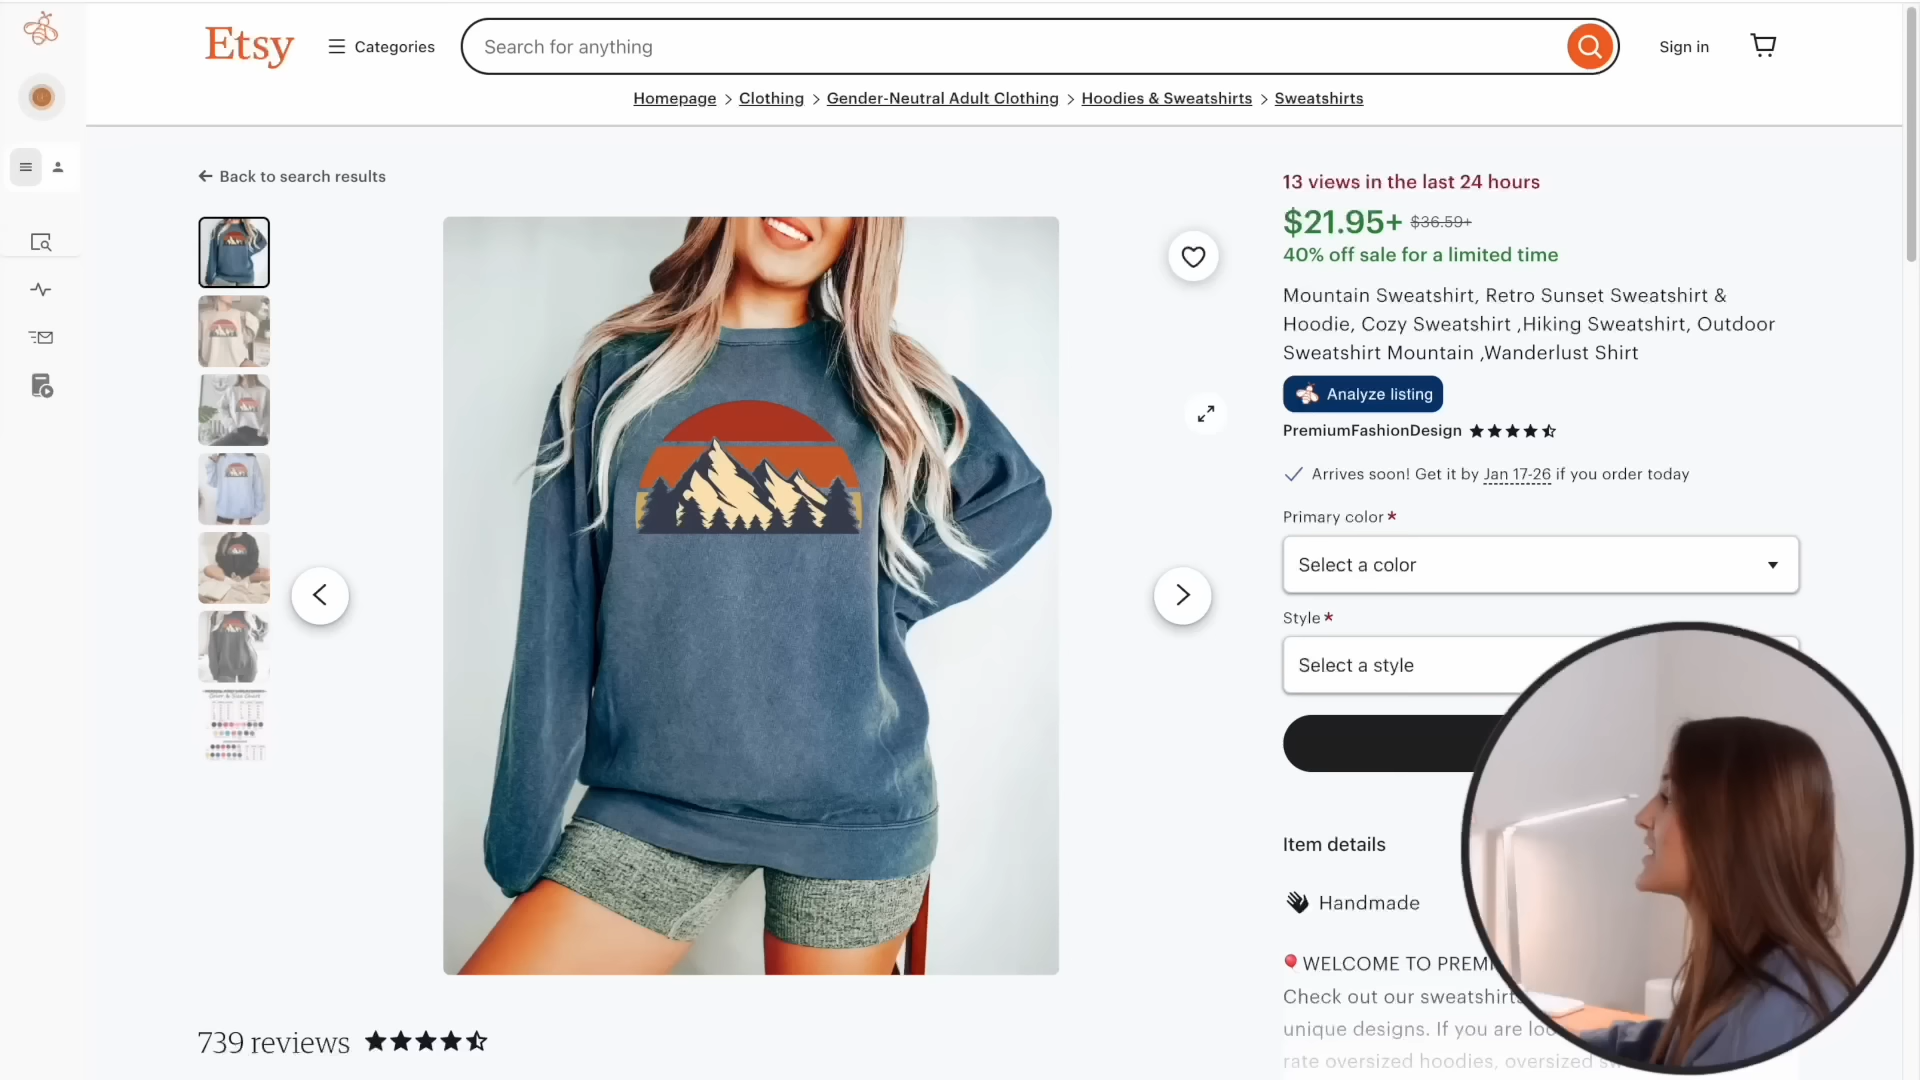 Etsy
Categories
Search for anything
Sign in
Homepage > Clothing > Gender-Neutral Adult Clothing > Hoodies & Sweatshirts > Sweatshirts
Back to search results
13 views in the last 24 hours
$21.95+ $36.59+
40% off sale for a limited time
Mountain Sweatshirt, Retro Sunset Sweatshirt &
Hoodie, Cozy Sweatshirt ,Hiking Sweatshirt, Outdoor
Sweatshirt Mountain ,Wanderlust Shirt
Analyze listing
PremiumFashionDesign
Arrives soon! Get it by Jan 17-26 if you order today
Primary color *
Select a color
Style *
Select a style
Item details
Handmade
WELCOME TO PREM
Check out our sweatshirts
unique designs. If you are loo
rate oversized hoodies, oversized
739 reviews